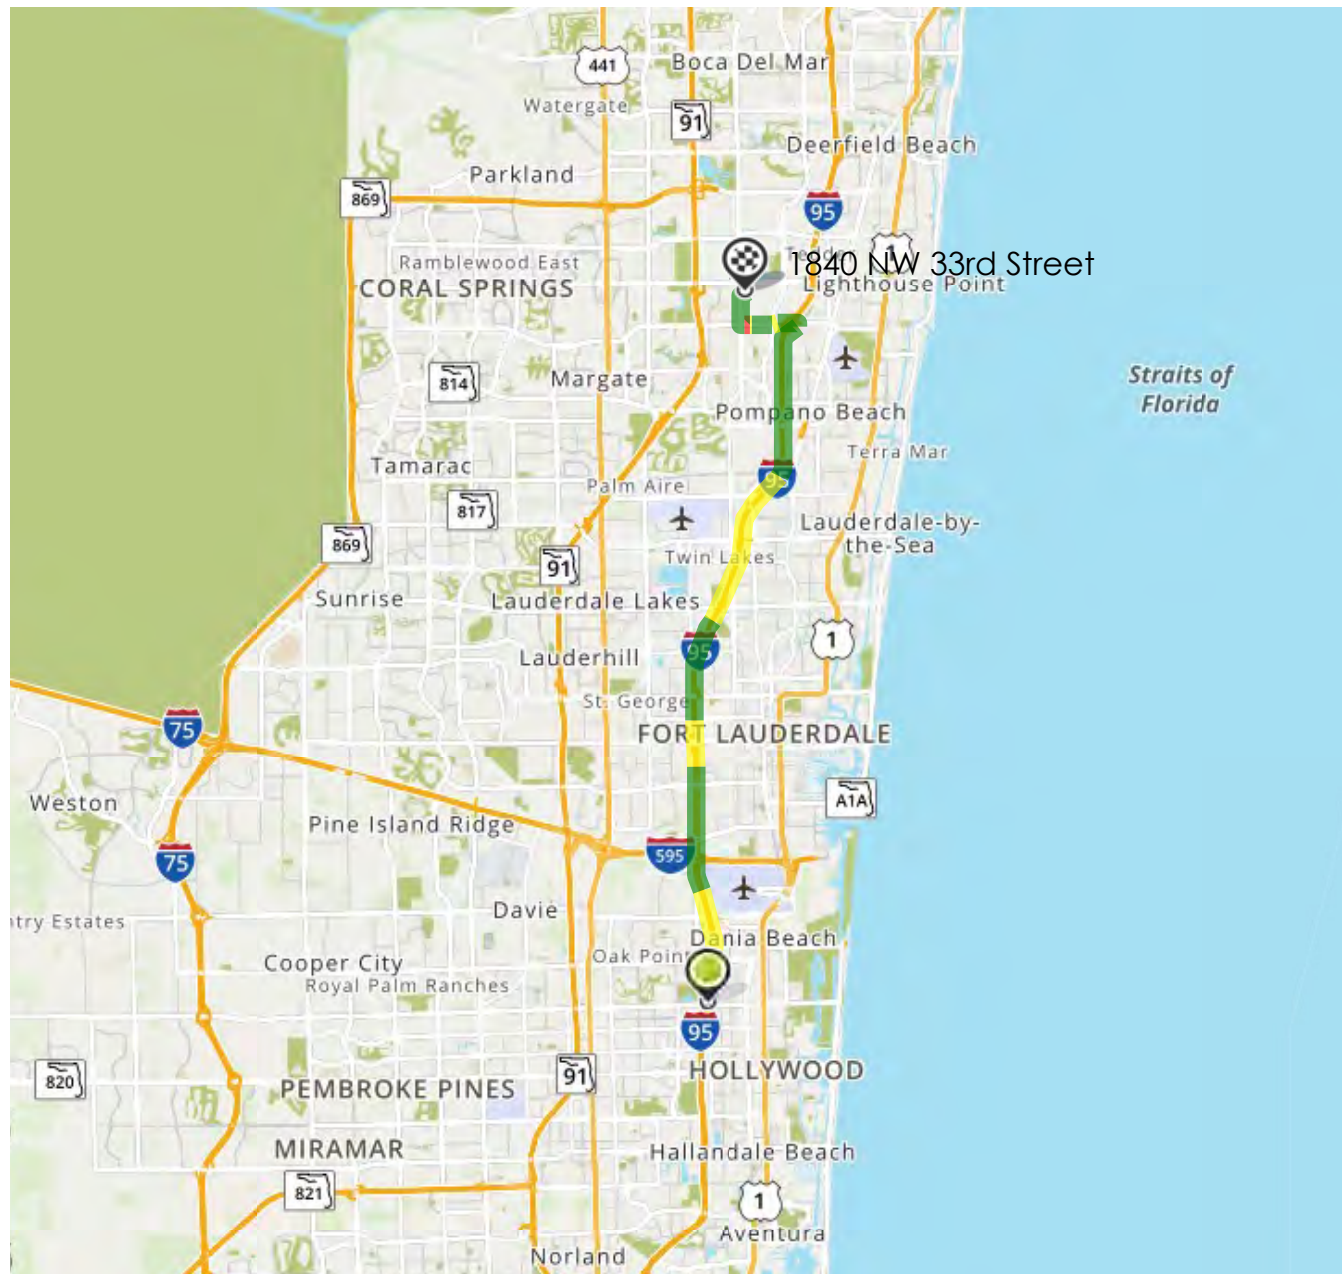 441
Boca Del Mar
Watergate
91
Deerfield Beach
Parkland
869
95
1
Ramblewood East
1840 NW 33rd Street
CORAL SPRINGS
Lighthouse Point
Straits of
Florida
814
Margate
Pompano Beach
Terra Mar
Tamarac
95
Palm Aire
817
Lauderdale-by-
the-Sea
869
Twin Lakes
91
Sunrise
Lauderdale Lakes
1
95
Lauderhill
St. George
75
FORT LAUDERDALE
Weston
A1A
Pine Island Ridge
595
75
Davie
try Estates
Dania Beach
Oak Poin
Cooper City
Royal Palm Ranches
95
HOLLYWOOD
820
91
PEMBROKE PINES
MIRAMAR
Hallandale Beach
821
1
Aventura
Norland